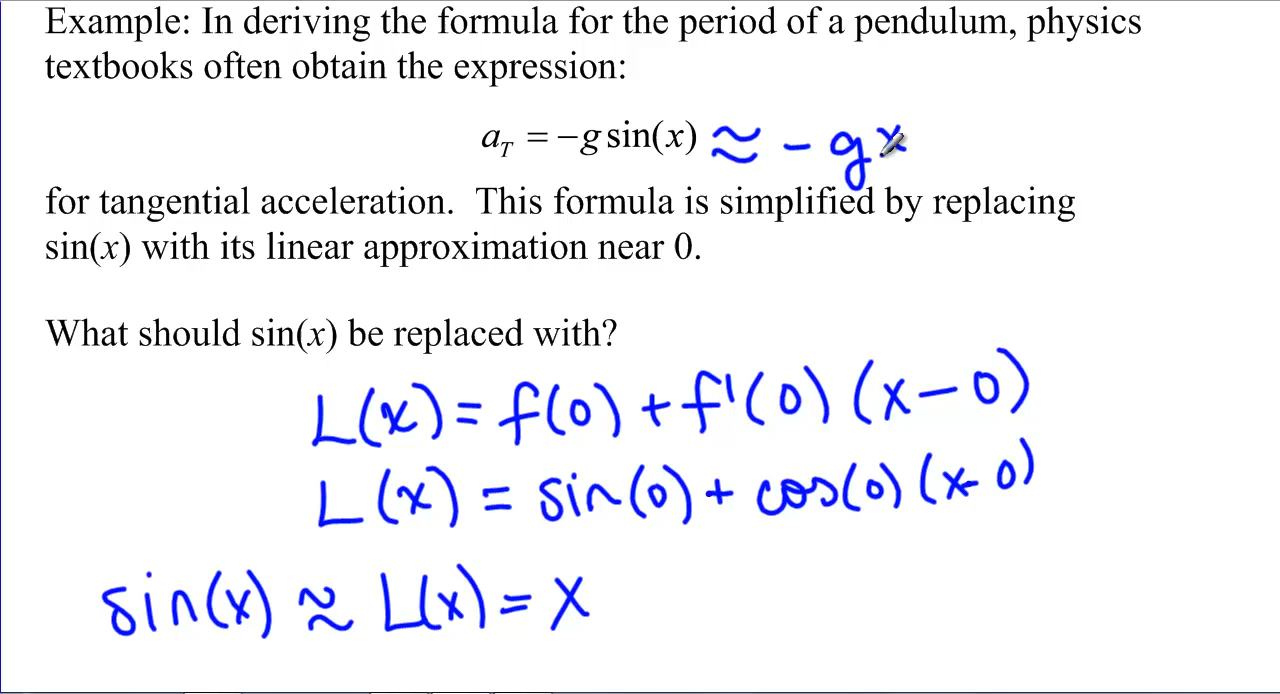 Example: In deriving the formula for the period of a pendulum, physics
textbooks often obtain the expression:
a_T = −g sin(x) ≈ −gx
for tangential acceleration.  This formula is simplified by replacing
sin(x) with its linear approximation near 0.
What should sin(x) be replaced with?
L(x) = f(0) + f'(0) (x−0)
L(x) = sin(0) + cos(0) (x-0)
sin(x) ≈ L(x) = x